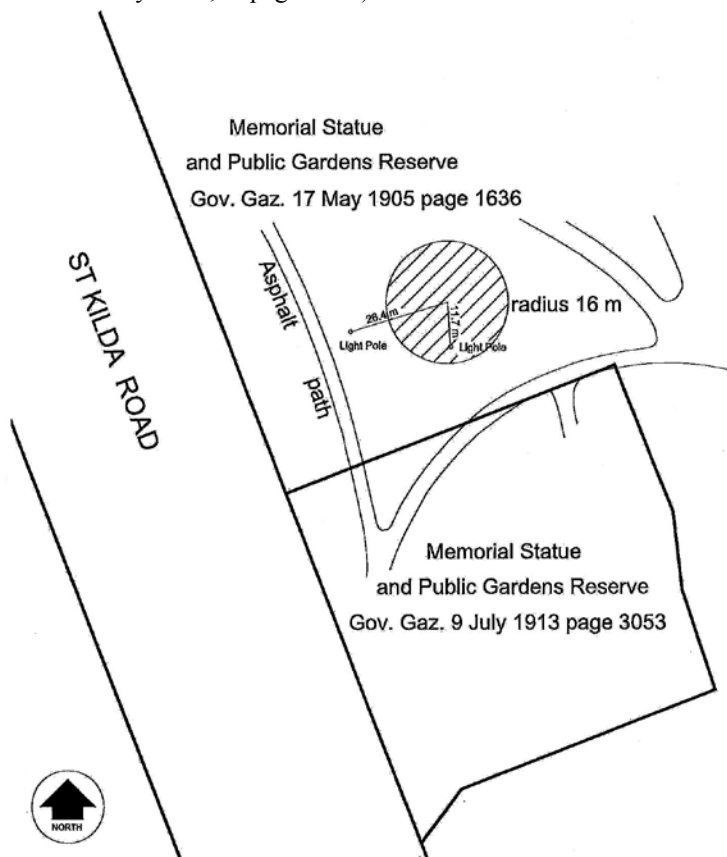 Memorial Statue
and Public Gardens Reserve
Gov. Gaz. 17 May 1905 page 1636
ST KILDA ROAD
Asphalt
path
26.4 m
11.7 m
radius 16 m
Light Pole
Light Pole
Memorial Statue
and Public Gardens Reserve
Gov. Gaz. 9 July 1913 page 3053
NORTH